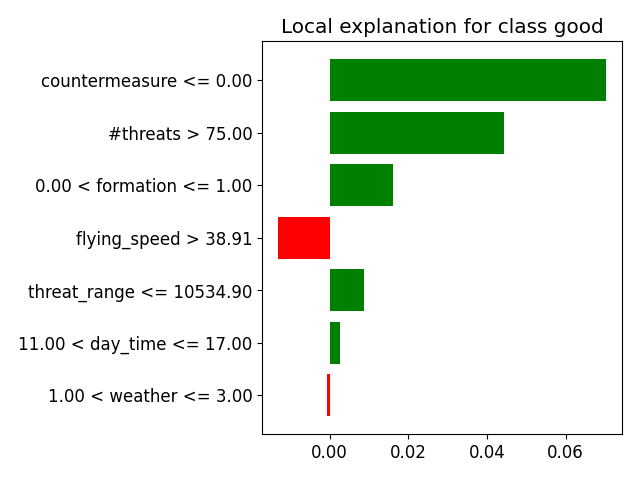 Local explanation for class good
countermeasure <= 0.00
#threats > 75.00
0.00 < formation <= 1.00
flying_speed > 38.91
threat_range <= 10534.90
11.00 < day_time <= 17.00
1.00 < weather <= 3.00
0.00 0.02 0.04 0.06